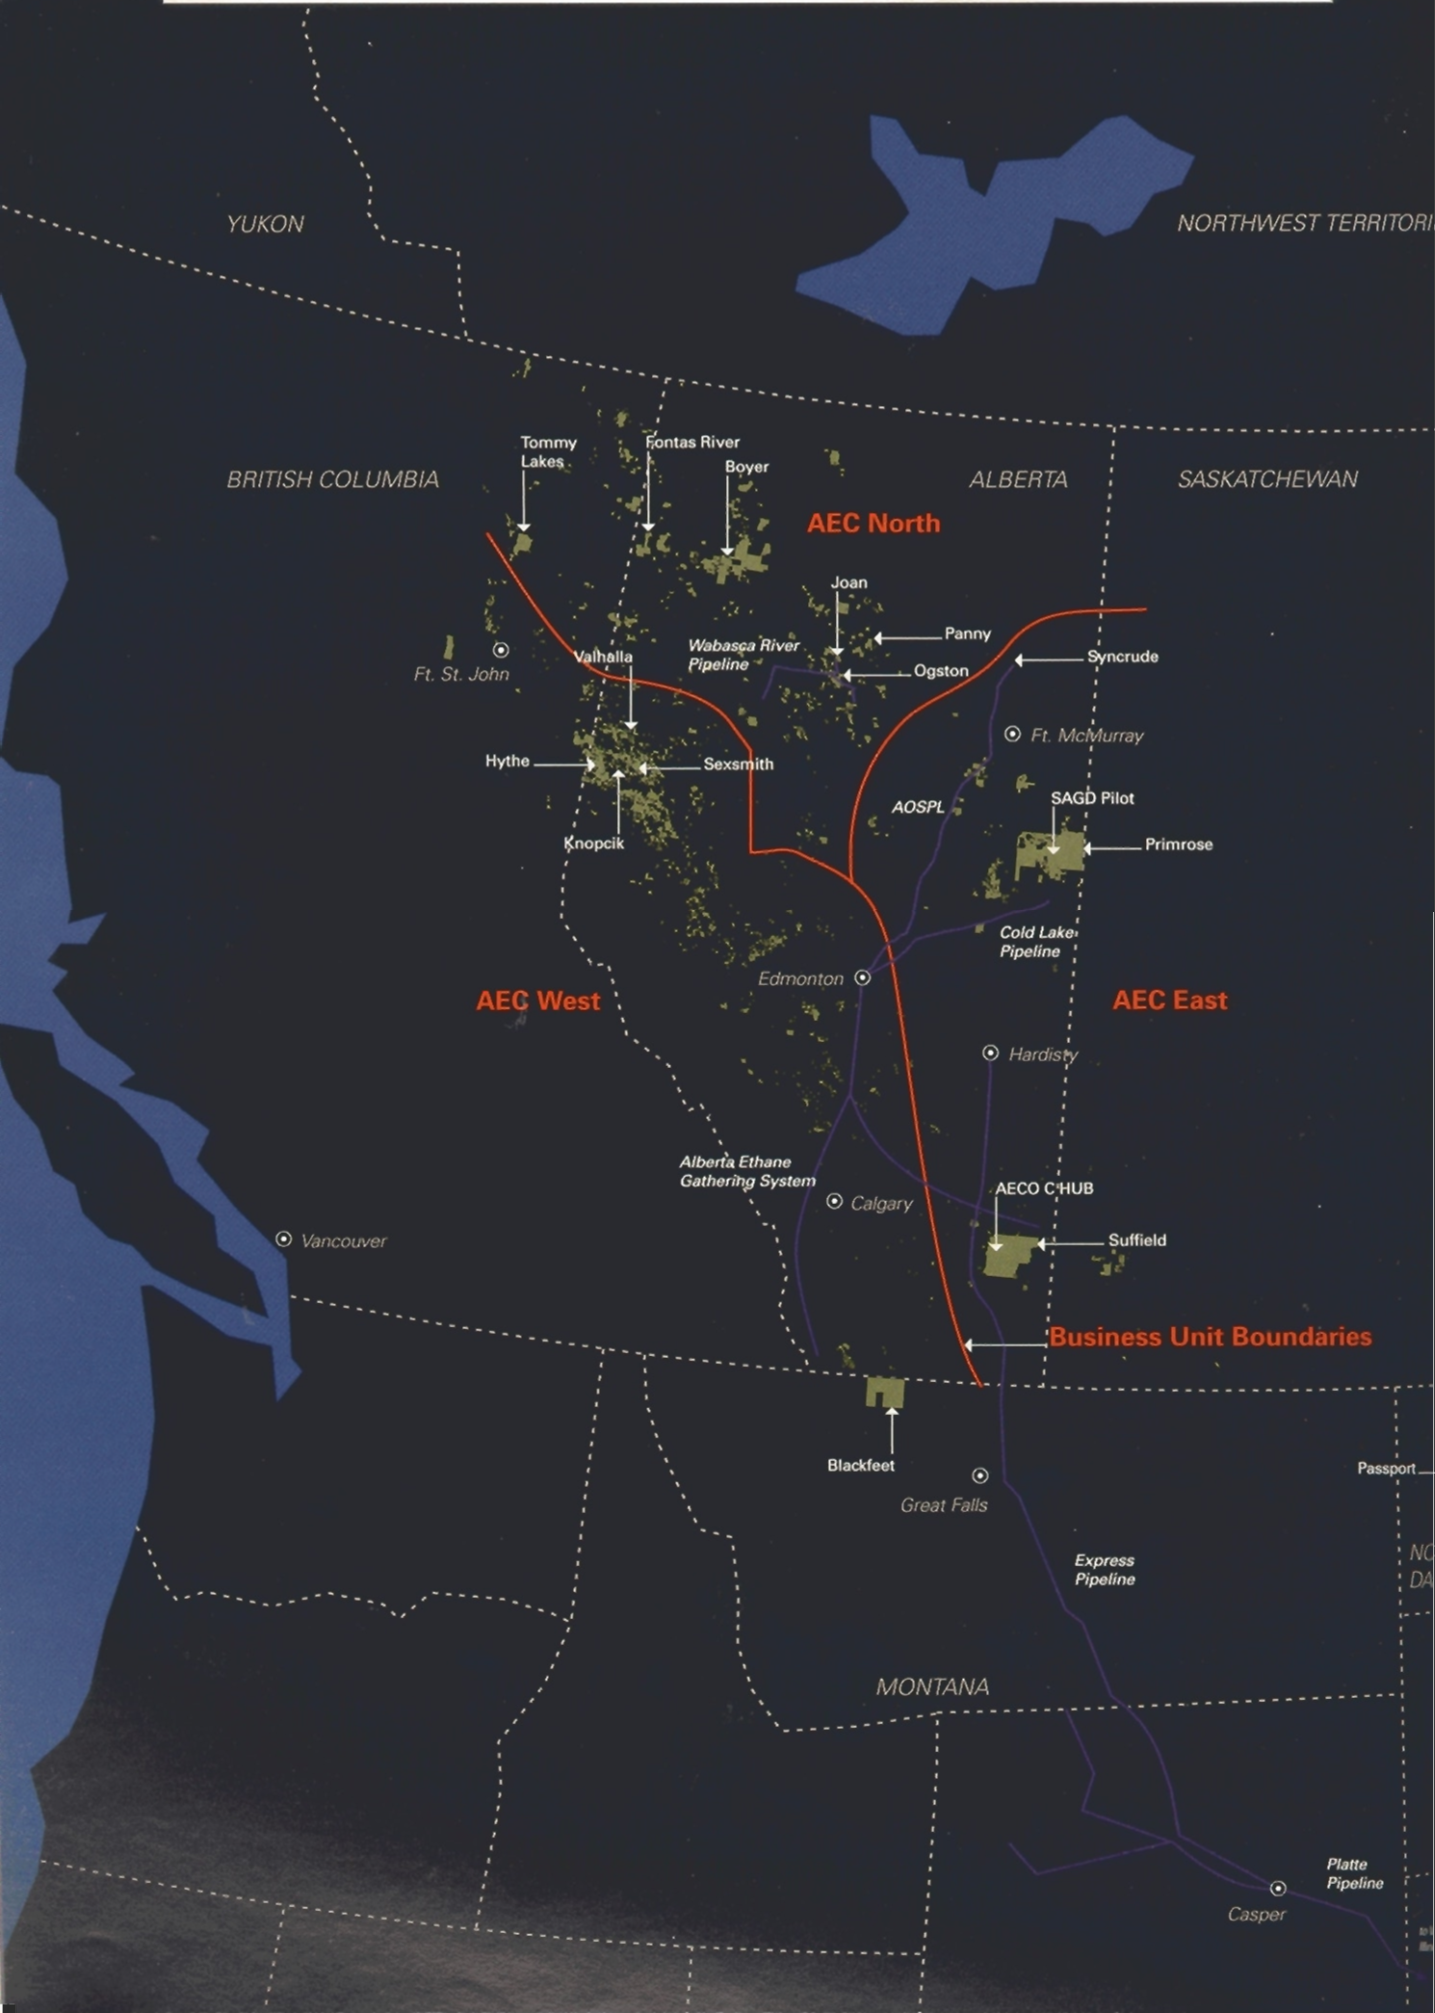 YUKON
NORTHWEST TERRITORI
Tommy
Lakes
Fontas River
Boyer
BRITISH COLUMBIA
ALBERTA
SASKATCHEWAN
AEC North
Joan
Panny
Wabasca River
Pipeline
Valhalla
Syncrude
Ogston
Ft. St. John
Ft. McMurray
Hythe
Sexsmith
SAGD Pilot
AOSPL
Knopcik
Primrose
Cold Lake
Pipeline
Edmonton
AEC West
AEC East
Hardisty
Alberta Ethane
Gathering System
AECO C HUB
Calgary
Vancouver
Suffield
Business Unit Boundaries
Blackfeet
Passport
Great Falls
Express
Pipeline
NO
DA
MONTANA
Platte
Pipeline
Casper